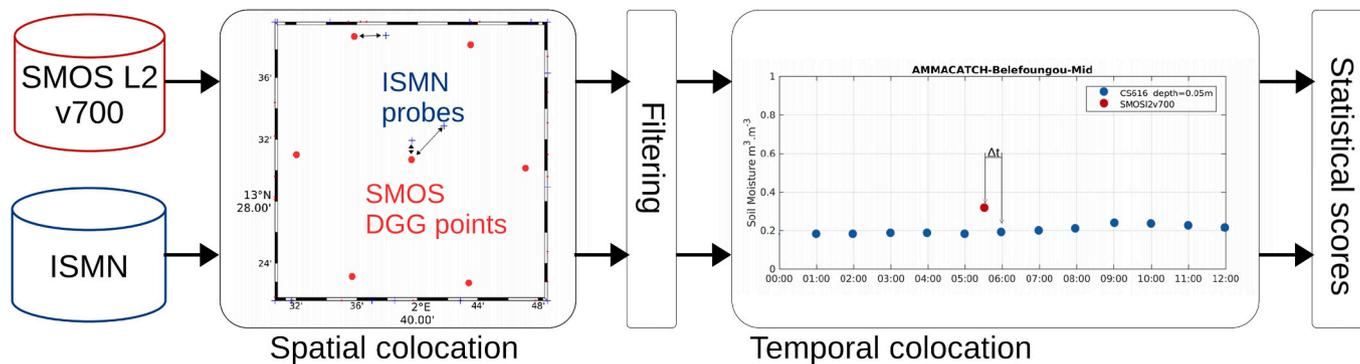 SMOS L2
v700
ISMN
36'
32'
13°N
28.00'
24'
32'
36'
2°E
40.00'
44'
48'
ISMN
probes
SMOS
DGG points
Spatial colocation
Filtering
AMMACATCH-Belefoungou-Mid
Soil Moisture m³.m⁻³
1
0.8
0.6
0.4
0.2
0
CS616 depth=0.05m
SMOSl2v700
Δt
00:00 01:00 02:00 03:00 04:00 05:00 06:00 07:00 08:00 09:00 10:00 11:00 12:00
Temporal colocation
Statistical scores